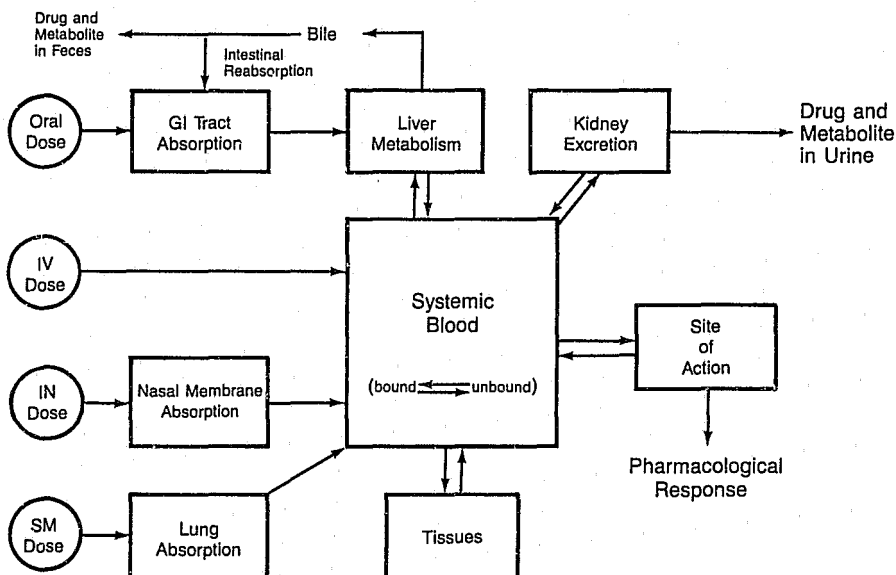 Drug and
Metabolite
in Feces
Bile
Intestinal
Reabsorption
Oral
Dose
GI Tract
Absorption
Liver
Metabolism
Kidney
Excretion
Drug and
Metabolite
in Urine
IV
Dose
Systemic
Blood
(bound unbound)
Site
of
Action
IN
Dose
Nasal Membrane
Absorption
Pharmacological
Response
SM
Dose
Lung
Absorption
Tissues